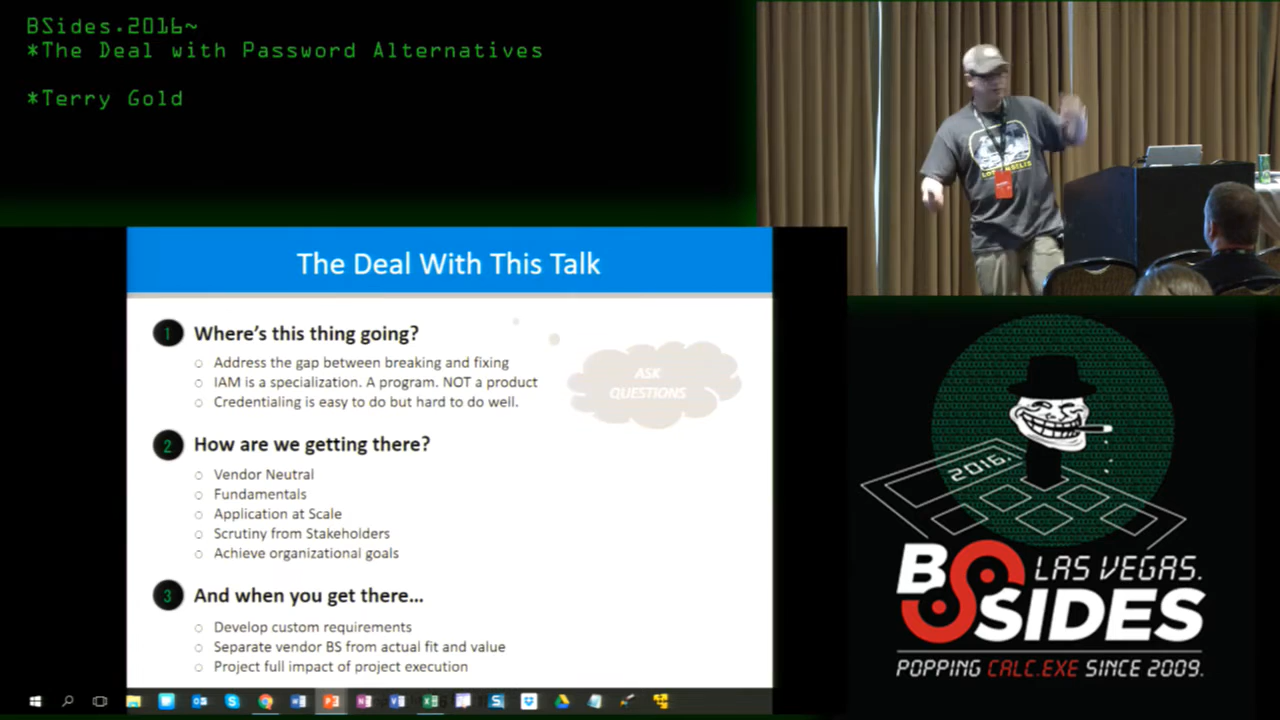 BSides.2016~
*The Deal with Password Alternatives
*Terry Gold
The Deal With This Talk
1 Where's this thing going?
Address the gap between breaking and fixing
IAM is a specialization. A program. NOT a product
Credentialing is easy to do but hard to do well.
ASK
QUESTIONS
2 How are we getting there?
Vendor Neutral
Fundamentals
Application at Scale
Scrutiny from Stakeholders
Achieve organizational goals
3 And when you get there...
Develop custom requirements
Separate vendor BS from actual fit and value
Project full impact of project execution
2016.
BSIDES
LAS VEGAS.
POPPING CALC.EXE SINCE 2009.